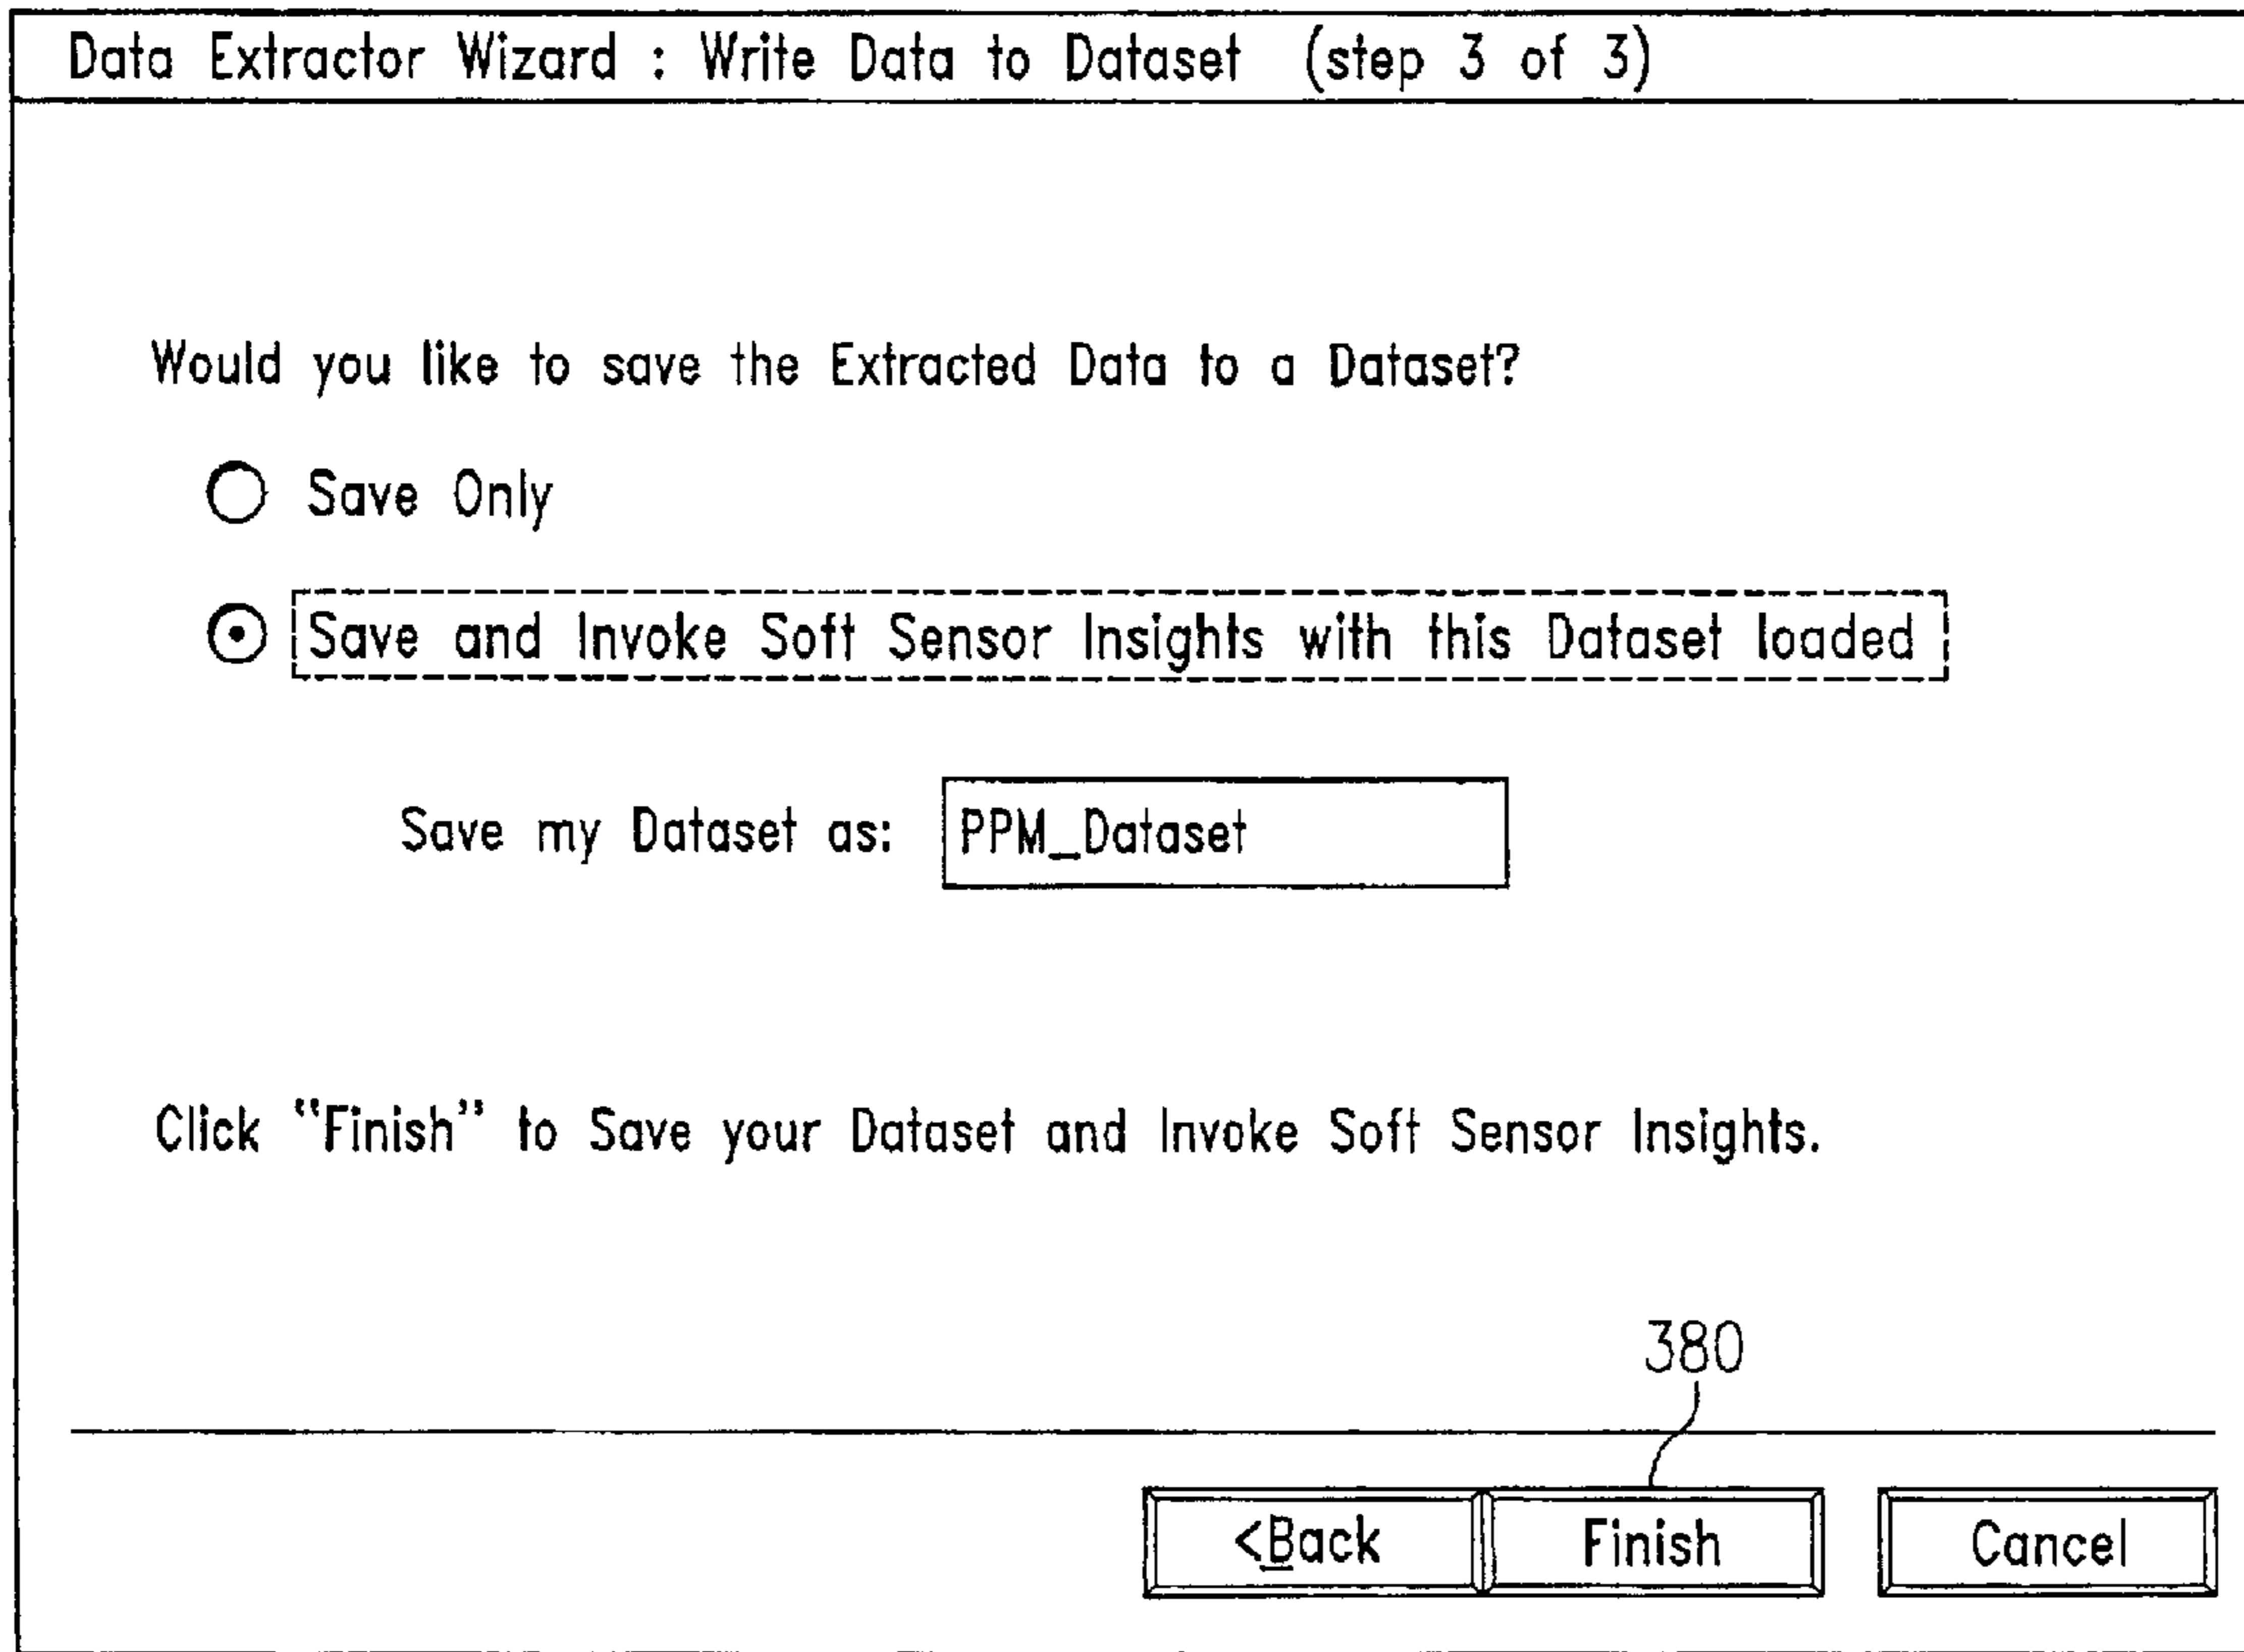 Data Extractor Wizard : Write Data to Dataset (step 3 of 3)
Would you like to save the Extracted Data to a Dataset?
Save Only
Save and Invoke Soft Sensor Insights with this Dataset loaded
Save my Dataset as: PPM_Dataset
Click "Finish" to Save your Dataset and Invoke Soft Sensor Insights.
380
<Back Finish Cancel